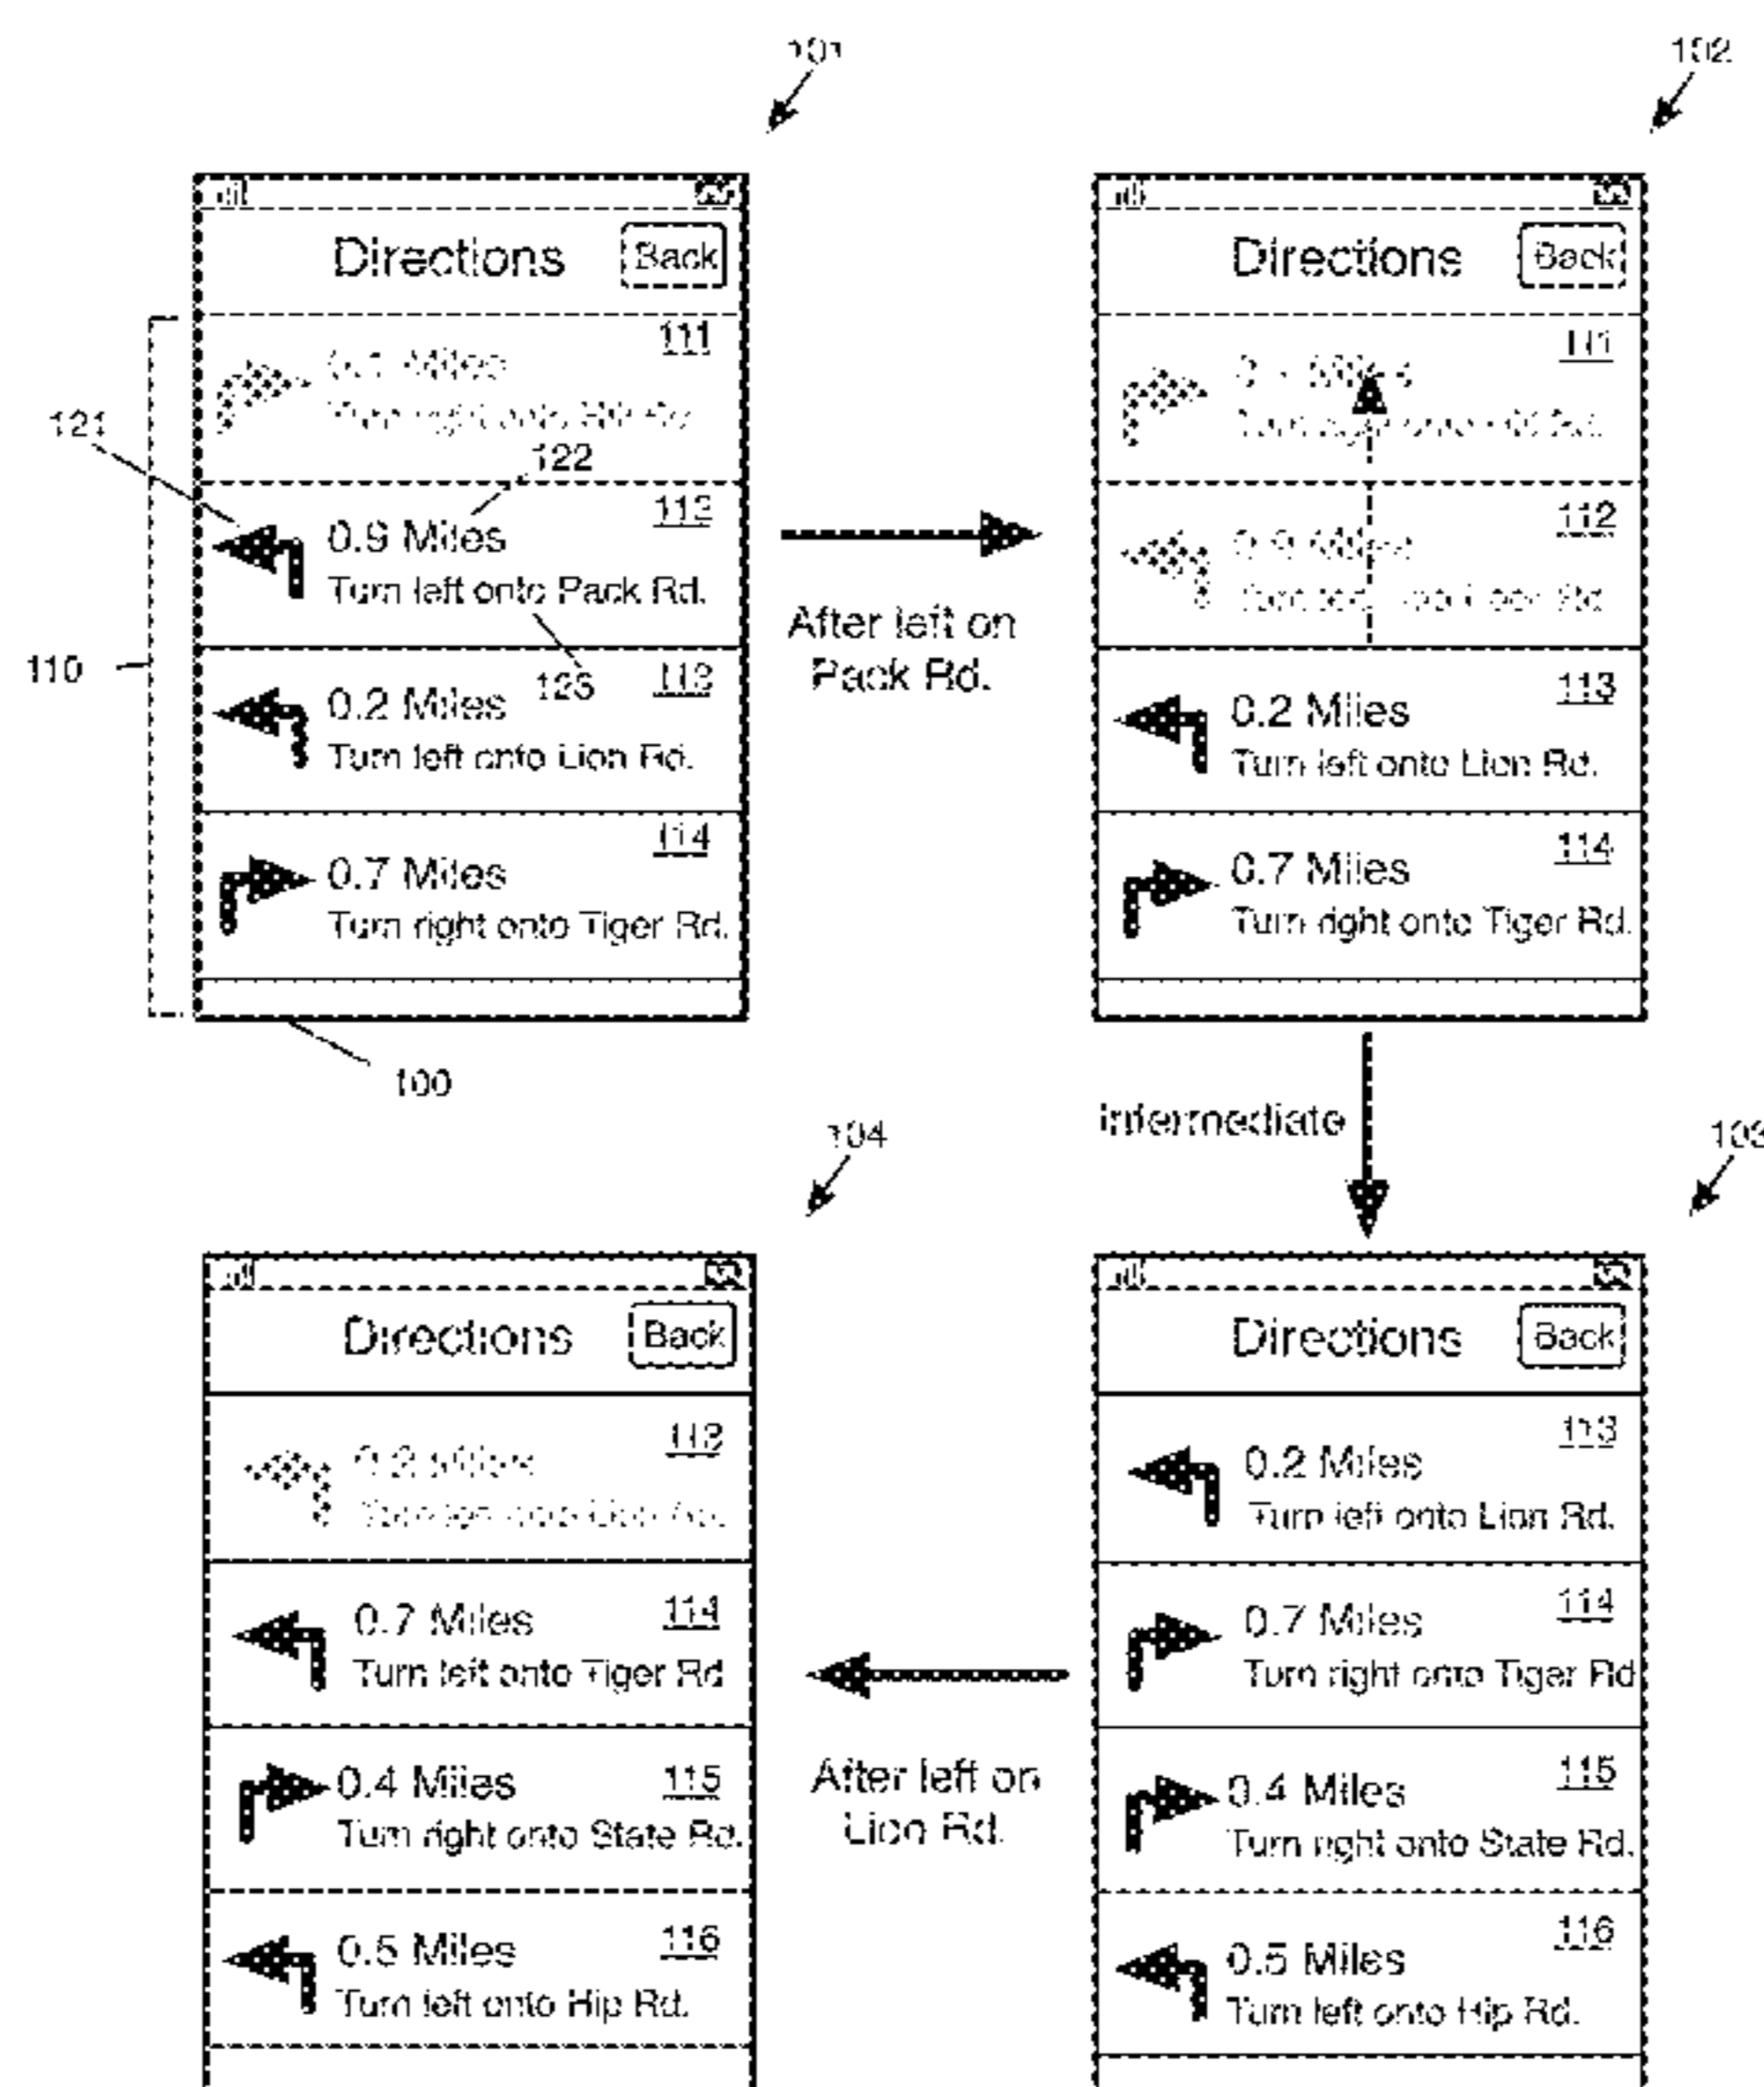 101
102
Directions
Back
111
Miles
121
122
0.9 Miles
112
Turn left onto Pack Rd.
110
123
113
0.2 Miles
Turn left onto Lion Rd.
114
0.7 Miles
Turn right onto Tiger Rd.
100
After left on
Pack Rd.
Directions
Back
111
112
113
0.2 Miles
Turn left onto Lion Rd.
114
0.7 Miles
Turn right onto Tiger Rd.
Intermediate
103
104
Directions
Back
113
0.2 Miles
Turn left onto Lion Rd.
114
0.7 Miles
Turn right onto Tiger Rd
115
0.4 Miles
Turn right onto State Rd.
116
0.5 Miles
Turn left onto Hip Rd.
After left on
Lion Rd.
Directions
Back
113
0.2 Miles
114
0.7 Miles
Turn left onto Tiger Rd
115
0.4 Miles
Turn right onto State Rd.
116
0.5 Miles
Turn left onto Hip Rd.